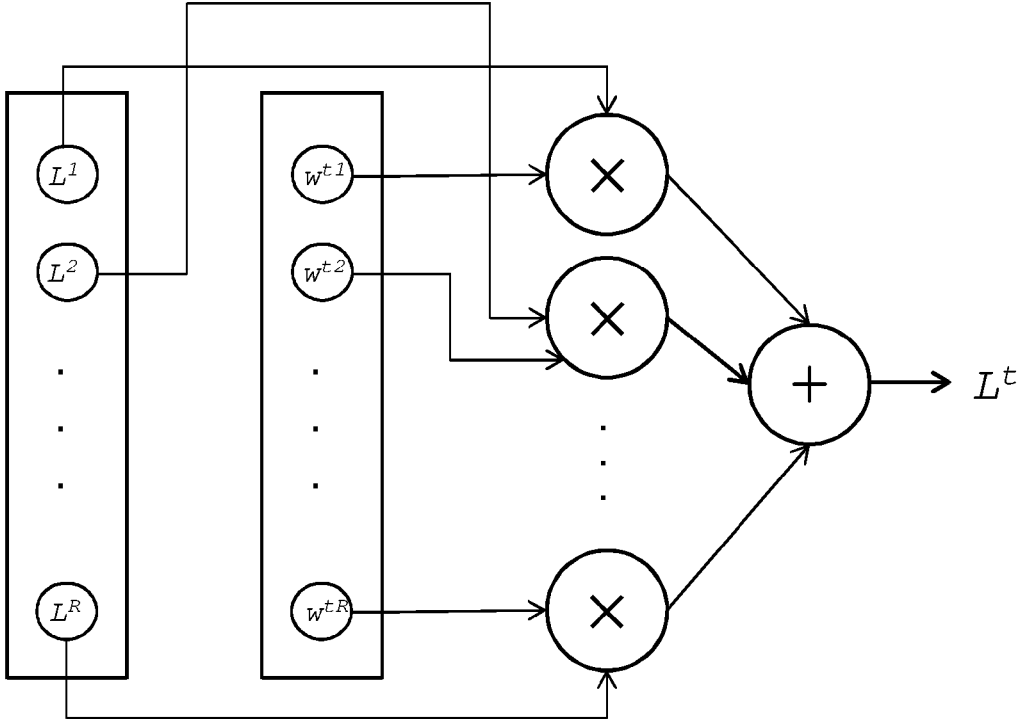 L^1
w^{t1}
×
L^2
w^{t2}
×
+
L^t
.
.
.
.
.
.
.
.
.
L^R
w^{tR}
×